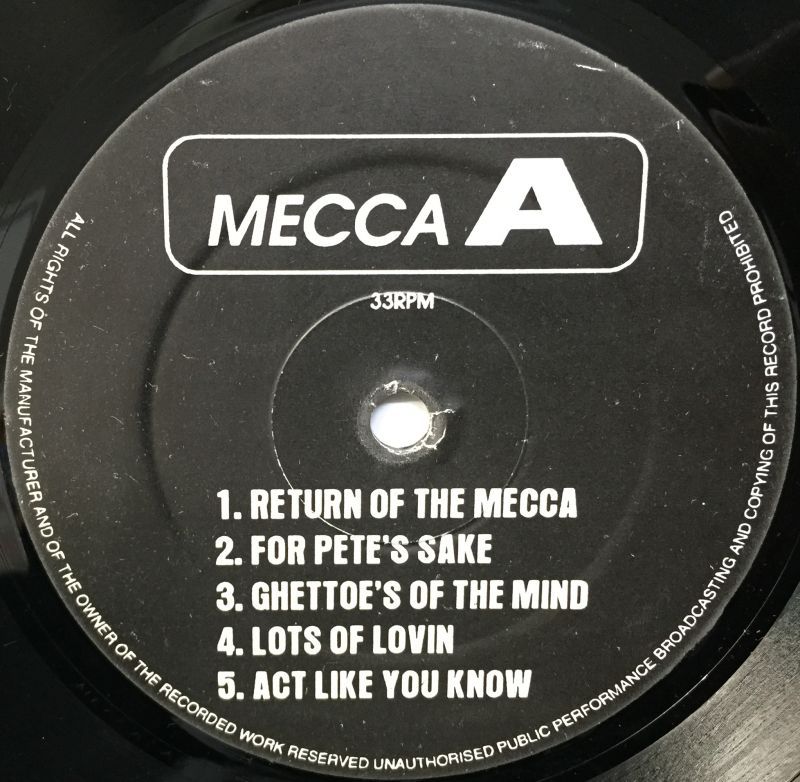 MECCA A
33RPM
1. RETURN OF THE MECCA
2. FOR PETE'S SAKE
3. GHETTOE'S OF THE MIND
4. LOTS OF LOVIN
5. ACT LIKE YOU KNOW
ALL RIGHTS OF THE MANUFACTURER AND OF THE OWNER OF THE RECORDED WORK RESERVED UNAUTHORISED PUBLIC PERFORMANCE BROADCASTING AND COPYING OF THIS RECORD PROHIBITED